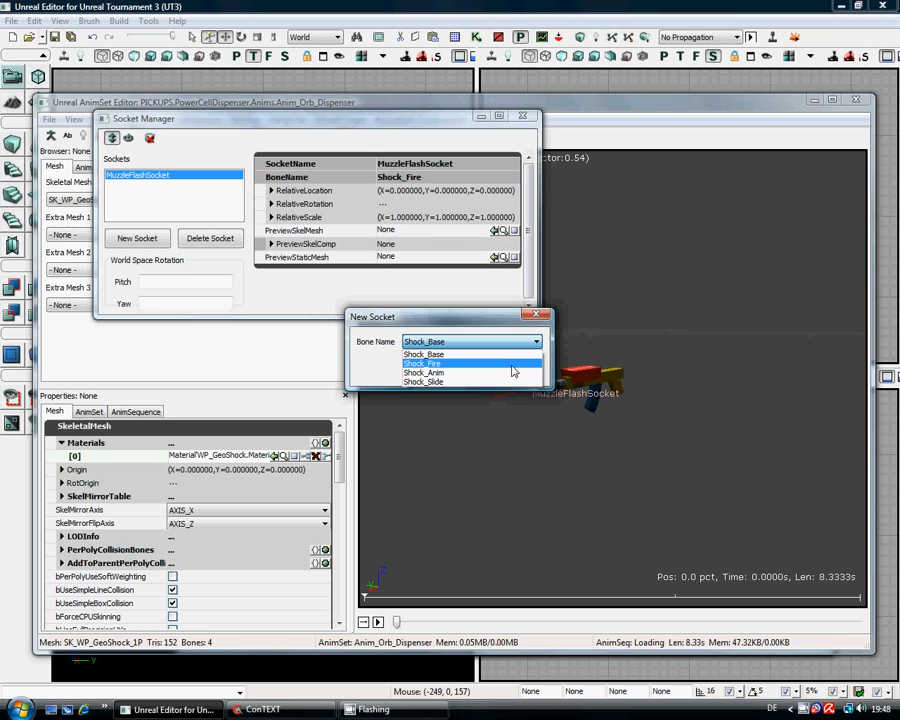 Unreal Editor for Unreal Tournament 3 (UT3)
File Edit View Brush Build Tools Help
World No Propagation
P T F S P T F S
Unreal AnimSet Editor: PICKUPS.PowerCellDispenser.Anims.Anim_Orb_Dispenser
File View
Socket Manager
Browser: None
Mesh Anim
Skeletal Mesh
SK_WP_GeoSh
Extra Mesh 1
- None -
Extra Mesh 2
- None -
Extra Mesh 3
- None -
Sockets
MuzzleFlashSocket
New Socket Delete Socket
World Space Rotation
Pitch
Yaw
SocketName MuzzleFlashSocket
BoneName Shock_Fire
RelativeLocation (X=0.000000,Y=0.000000,Z=0.000000)
RelativeRotation ...
RelativeScale (X=1.000000,Y=1.000000,Z=1.000000)
PreviewSkelMesh None
PreviewSkelComp None
PreviewStaticMesh None
ctor:0.54)
New Socket
Bone Name Shock_Base
Shock_Base
Shock_Fire
Shock_Anim
Shock_Slide
MuzzleFlashSocket
Properties: None
Mesh AnimSet AnimSequence
SkeletalMesh
Materials ...
[0] Material'WP_GeoShock.Materi
Origin (X=0.000000,Y=0.000000,Z=0.000000)
RotOrigin ...
SkelMirrorTable ...
SkelMirrorAxis AXIS_X
SkelMirrorFlipAxis AXIS_Z
LODInfo ...
PerPolyCollisionBones ...
AddToParentPerPolyColli ...
bPerPolyUseSoftWeighting
bUseSimpleLineCollision
bUseSimpleBoxCollision
bForceCPUSkinning
Pos: 0.0 pct, Time: 0.0000s, Len: 8.3333s
Mesh: SK_WP_GeoShock_1P Tris: 152 Bones: 4 AnimSet: Anim_Orb_Dispenser Mem: 0.05MB/0.00MB AnimSeq: Loading Len: 8.33s Mem: 47.32KB/0.00KB
Mouse: (-249, 0, 157) None None None None 16 5 5%
Unreal Editor for Un... ConTEXT Flashing DE 19:48